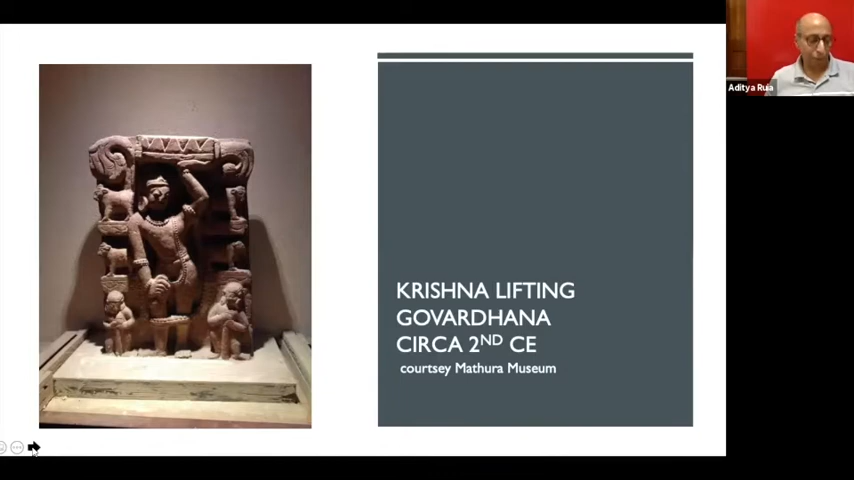 KRISHNA LIFTING
GOVARDHANA
CIRCA 2ND CE
courtsey Mathura Museum
Aditya Ruia